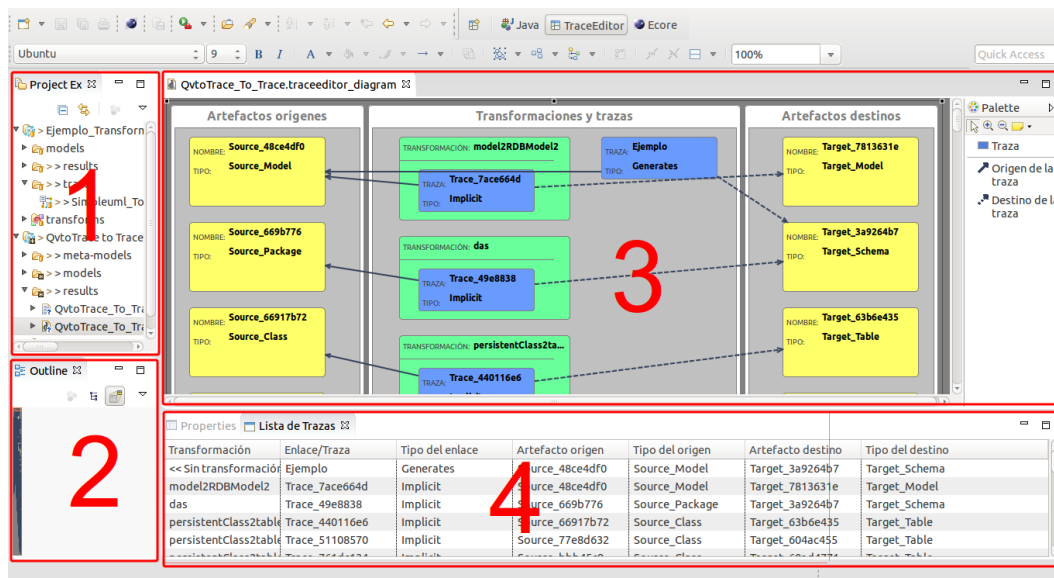 Java TraceEditor Ecore
Ubuntu 9 B I A 100% Quick Access
Project Ex
> Ejemplo_Transform
models
> > results
> > tra
> > Simpleuml_To
transforms
> QvtoTrace to Trace
> > meta-models
> > models
> > results
QvtoTrace_To_Tra
QvtoTrace_To_Tra
1
Outline
2
QvtoTrace_To_Trace.traceeditor_diagram
Artefactos orígenes
NOMBRE: Source_48ce4df0
TIPO: Source_Model
NOMBRE: Source_669b776
TIPO: Source_Package
NOMBRE: Source_66917b72
TIPO: Source_Class
Transformaciones y trazas
TRANSFORMACIÓN: model2RDBModel2
TRAZA: Trace_7ace664d
TIPO: Implicit
TRAZA: Ejemplo
TIPO: Generates
TRANSFORMACIÓN: das
TRAZA: Trace_49e8838
TIPO: Implicit
TRANSFORMACIÓN: persistentClass2ta...
TRAZA: Trace_440116e6
3
Artefactos destinos
NOMBRE: Target_7813631e
TIPO: Target_Model
NOMBRE: Target_3a9264b7
TIPO: Target_Schema
NOMBRE: Target_63b6e435
TIPO: Target_Table
Palette
Traza
Origen de la
traza
Destino de la
traza
Properties Lista de Trazas
Transformación Enlace/Traza Tipo del enlace Artefacto origen Tipo del origen Artefacto destino Tipo del destino
<< Sin transformación Ejemplo Generates Source_48ce4df0 Source_Model Target_3a9264b7 Target_Schema
model2RDBModel2 Trace_7ace664d Implicit Source_48ce4df0 Source_Model Target_7813631e Target_Model
das Trace_49e8838 Implicit Source_669b776 Source_Package Target_3a9264b7 Target_Schema
persistentClass2table Trace_440116e6 Implicit Source_66917b72 Source_Class Target_63b6e435 Target_Table
persistentClass2table Trace_51108570 Implicit Source_77e8d632 Source_Class Target_604ac455 Target_Table
4